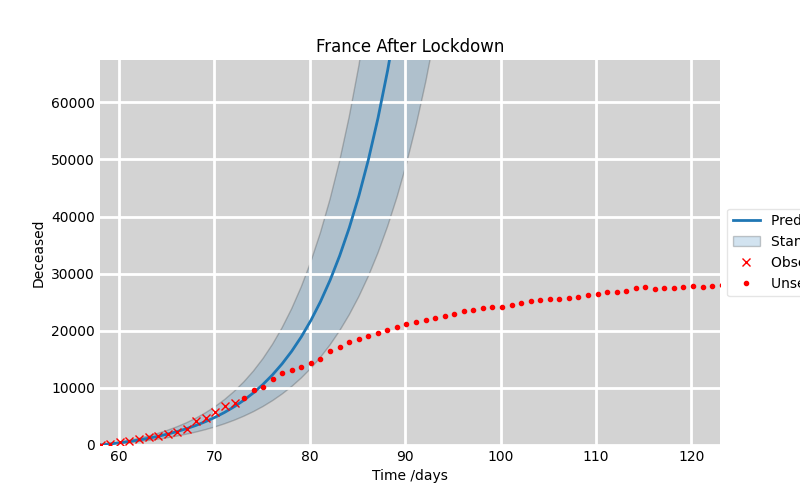 France After Lockdown
60000
50000
40000
30000
20000
10000
0
Deceased
60 70 80 90 100 110 120
Time /days
Pred
Stan
Obse
Unse